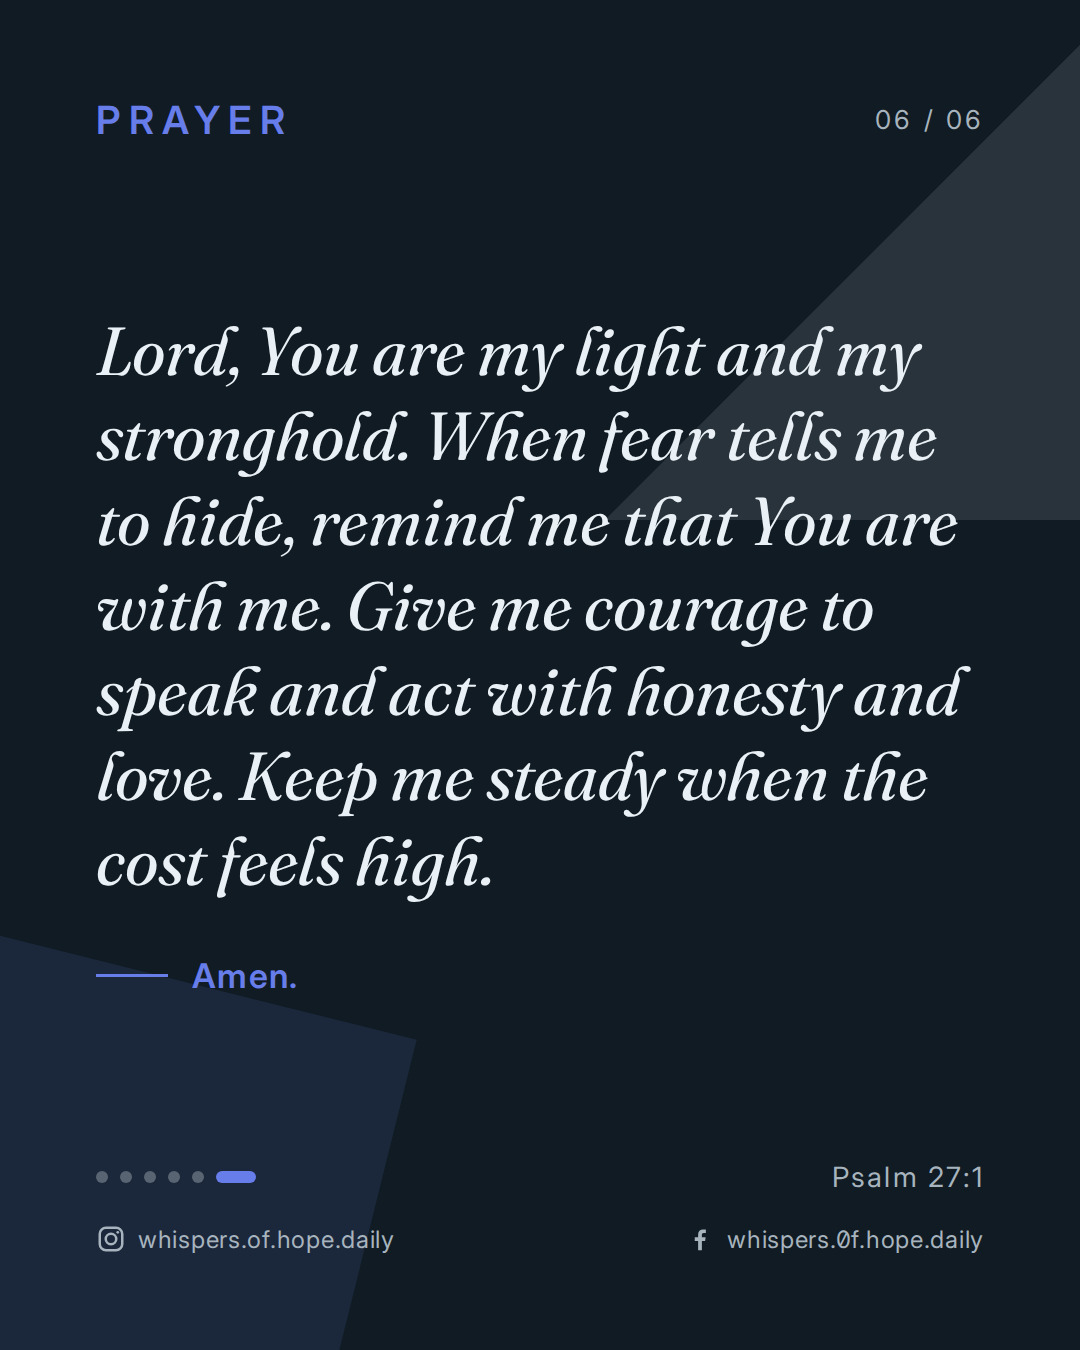 PRAYER
06 / 06
Lord, You are my light and my
stronghold. When fear tells me
to hide, remind me that You are
with me. Give me courage to
speak and act with honesty and
love. Keep me steady when the
cost feels high.
Amen.
Psalm 27:1
whispers.of.hope.daily
whispers.0f.hope.daily